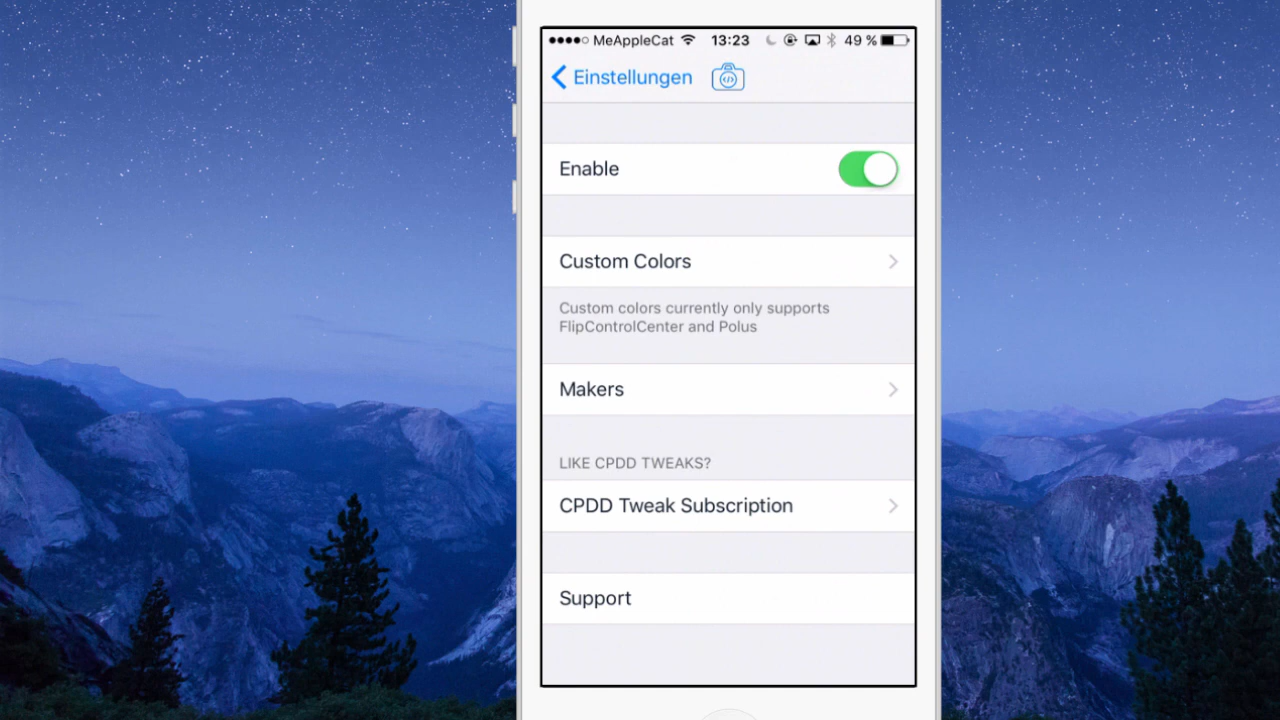 MeAppleCat 13:23 49 %
Einstellungen
Enable
Custom Colors
Custom colors currently only supports
FlipControlCenter and Polus
Makers
LIKE CPDD TWEAKS?
CPDD Tweak Subscription
Support